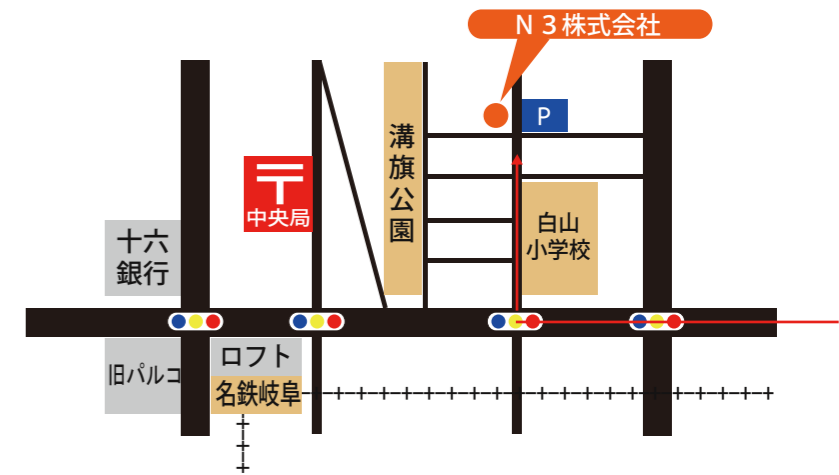 N3株式会社
P
溝旗公園
〒
中央局
白山
小学校
十六
銀行
旧パルコ
ロフト
名鉄岐阜